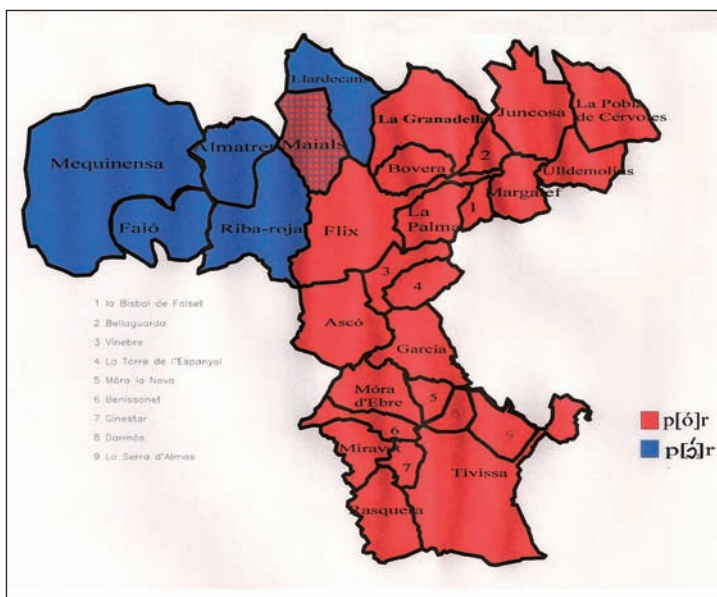 Llardecans
Maials
La Granadella
Juncosa
La Pobla
de Cérvoles
Almatret
Mequinensa
Bovera
2
Ulldemolins
Margalef
1
La
Palma
Faió
Riba-roja
Flix
3
4
Ascó
Garcia
Móra
d'Ebre
5
8
9
6
Miravet
7
Tivissa
Rasquera
1 la Bisbal de Falset
2 Bellaguarda
3 Vinebre
4 La Torre de l'Espanyol
5 Móra la Nova
6 Benissonet
7 Ginestar
8 Darmós
9 La Serra d'Almos
p[ó]r
p[ɔ́]r